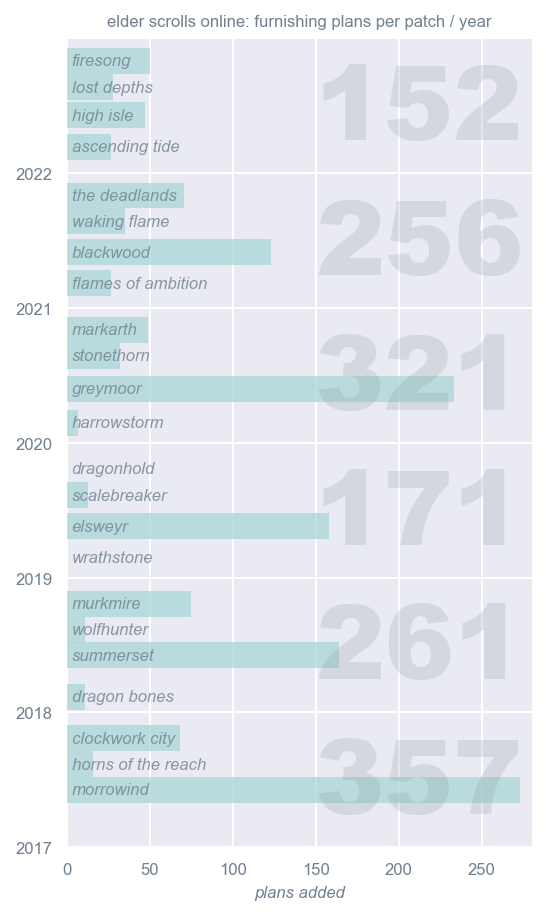 elder scrolls online: furnishing plans per patch / year
firesong
lost depths
high isle
ascending tide
152
2022
the deadlands
waking flame
blackwood
flames of ambition
256
2021
markarth
stonethorn
greymoor
harrowstorm
321
2020
dragonhold
scalebreaker
elsweyr
wrathstone
171
2019
murkmire
wolfhunter
summerset
dragon bones
261
2018
clockwork city
horns of the reach
morrowind
357
2017
0 50 100 150 200 250
plans added